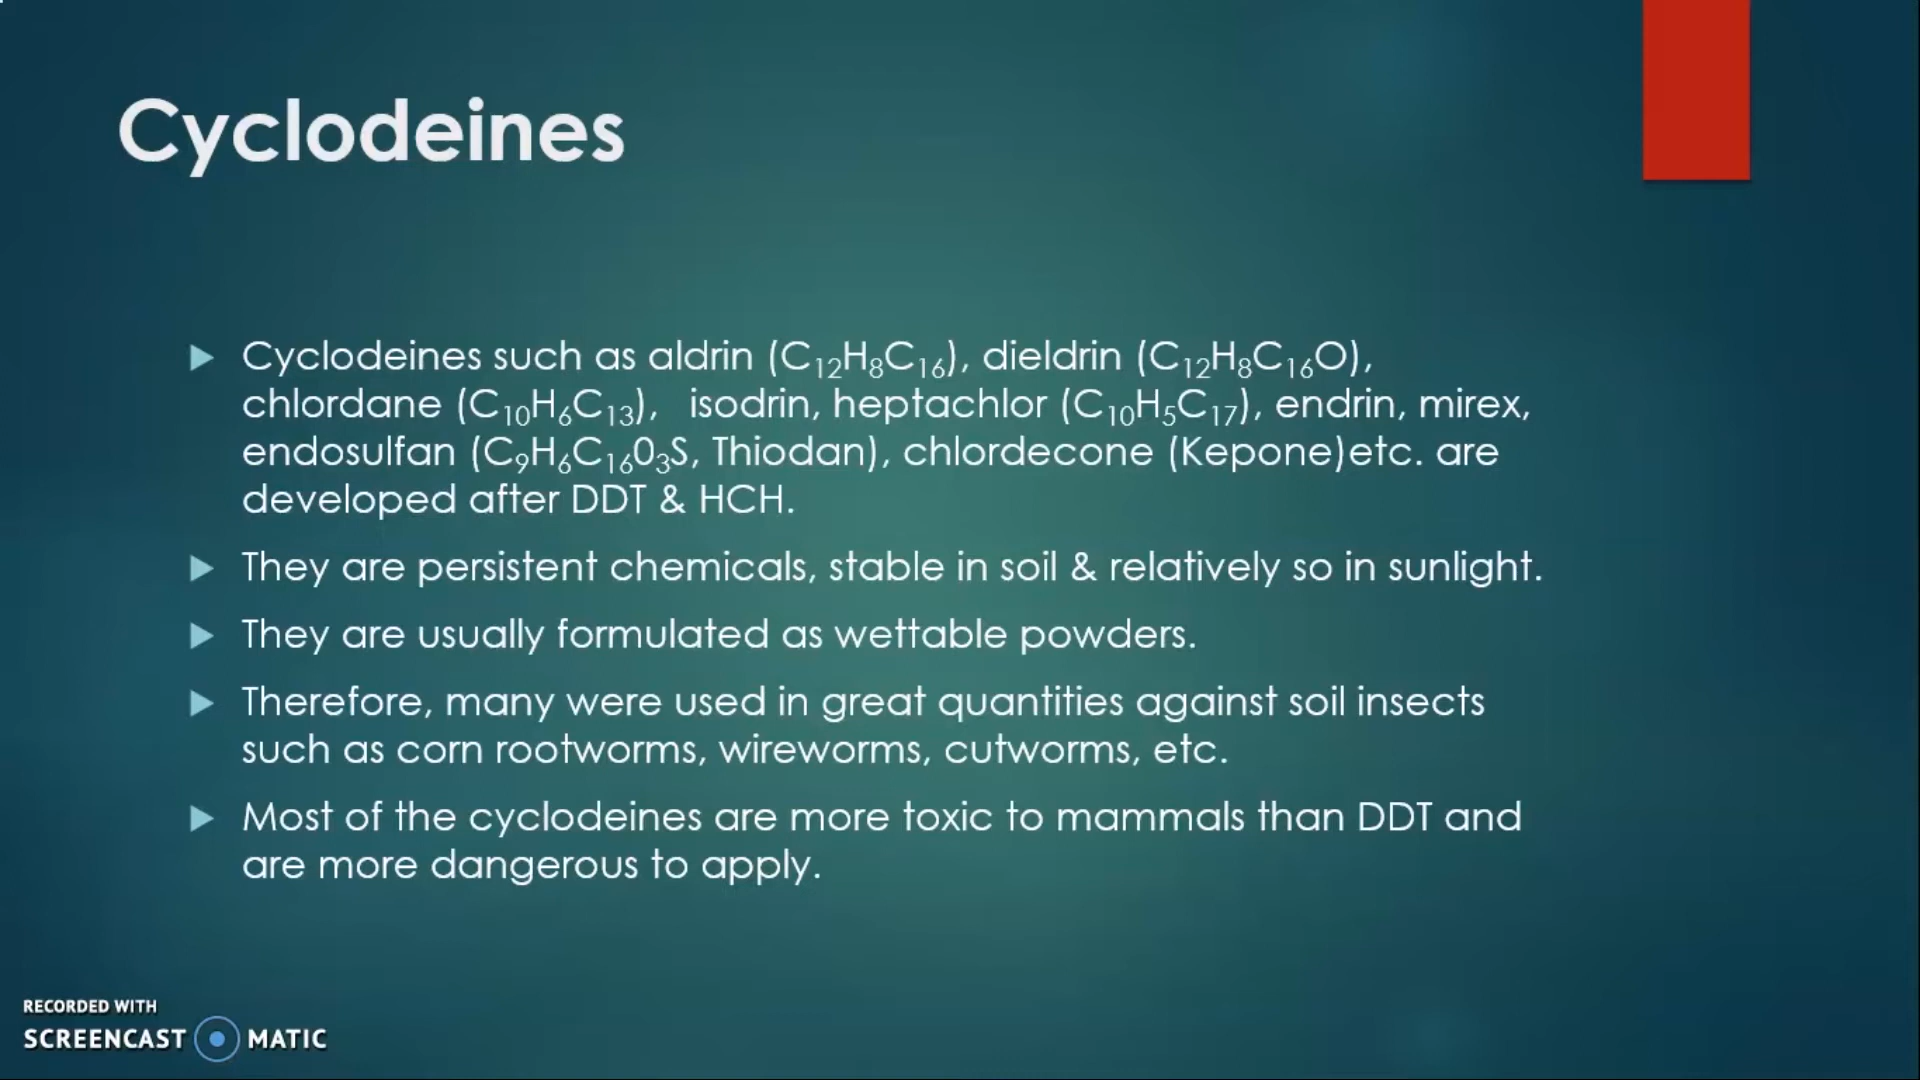 Cyclodeines
Cyclodeines such as aldrin (C₁₂H₈C₁₆), dieldrin (C₁₂H₈C₁₆O),
chlordane (C₁₀H₆C₁₃), isodrin, heptachlor (C₁₀H₅C₁₇), endrin, mirex,
endosulfan (C₉H₆C₁₆0₃S, Thiodan), chlordecone (Kepone)etc. are
developed after DDT & HCH.
They are persistent chemicals, stable in soil & relatively so in sunlight.
They are usually formulated as wettable powders.
Therefore, many were used in great quantities against soil insects
such as corn rootworms, wireworms, cutworms, etc.
Most of the cyclodeines are more toxic to mammals than DDT and
are more dangerous to apply.
RECORDED WITH
SCREENCAST MATIC